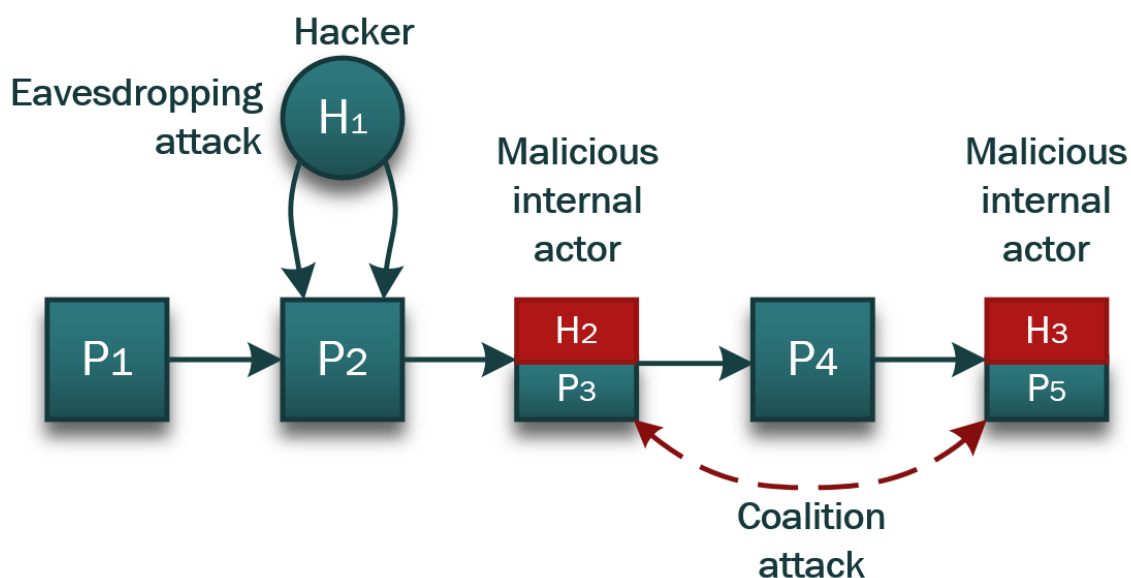 Hacker
Eavesdropping
attack
H1
Malicious
internal
actor
Malicious
internal
actor
P1
P2
H2
P3
P4
H3
P5
Coalition
attack